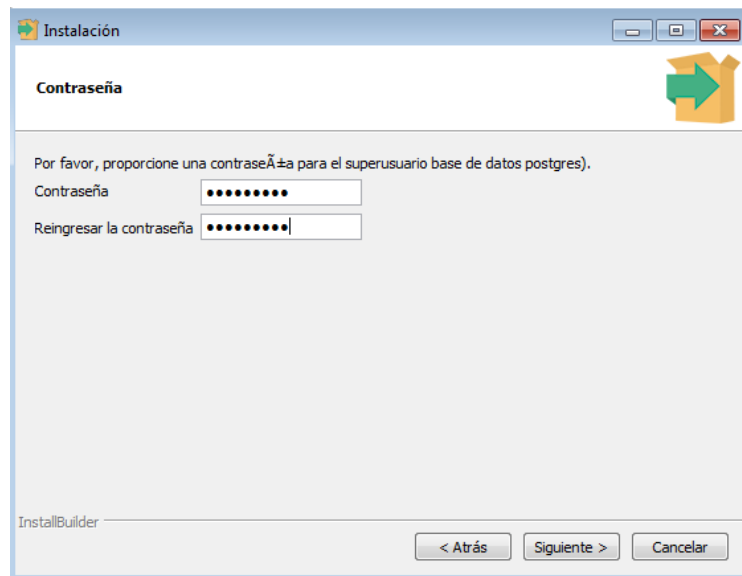 Instalación
Contraseña
Por favor, proporcione una contraseÃ±a para el superusuario base de datos postgres).
Contraseña •••••••••
Reingresar la contraseña •••••••••
InstallBuilder
< Atrás Siguiente > Cancelar